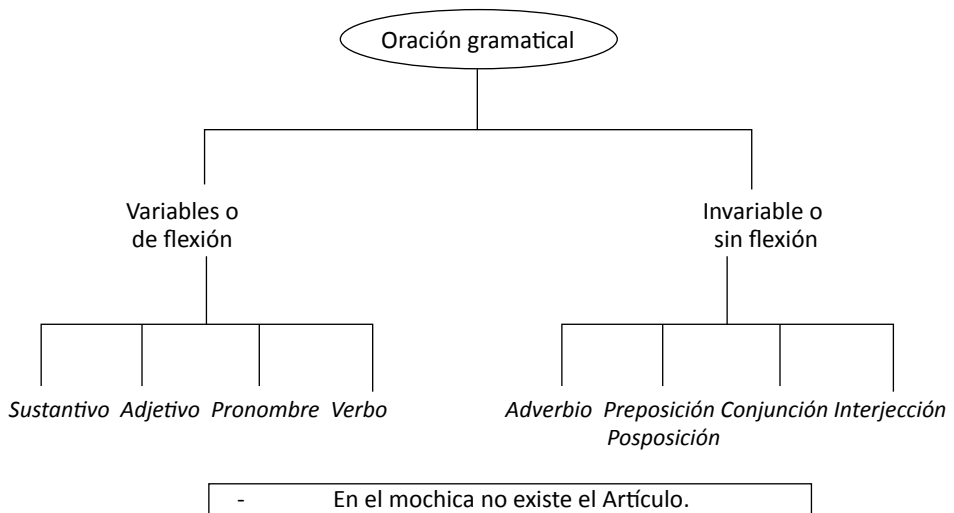 Oración gramatical
Variables o
de flexión
Invariable o
sin flexión
Sustantivo Adjetivo Pronombre Verbo
Adverbio Preposición Conjunción Interjección
Posposición
- En el mochica no existe el Artículo.